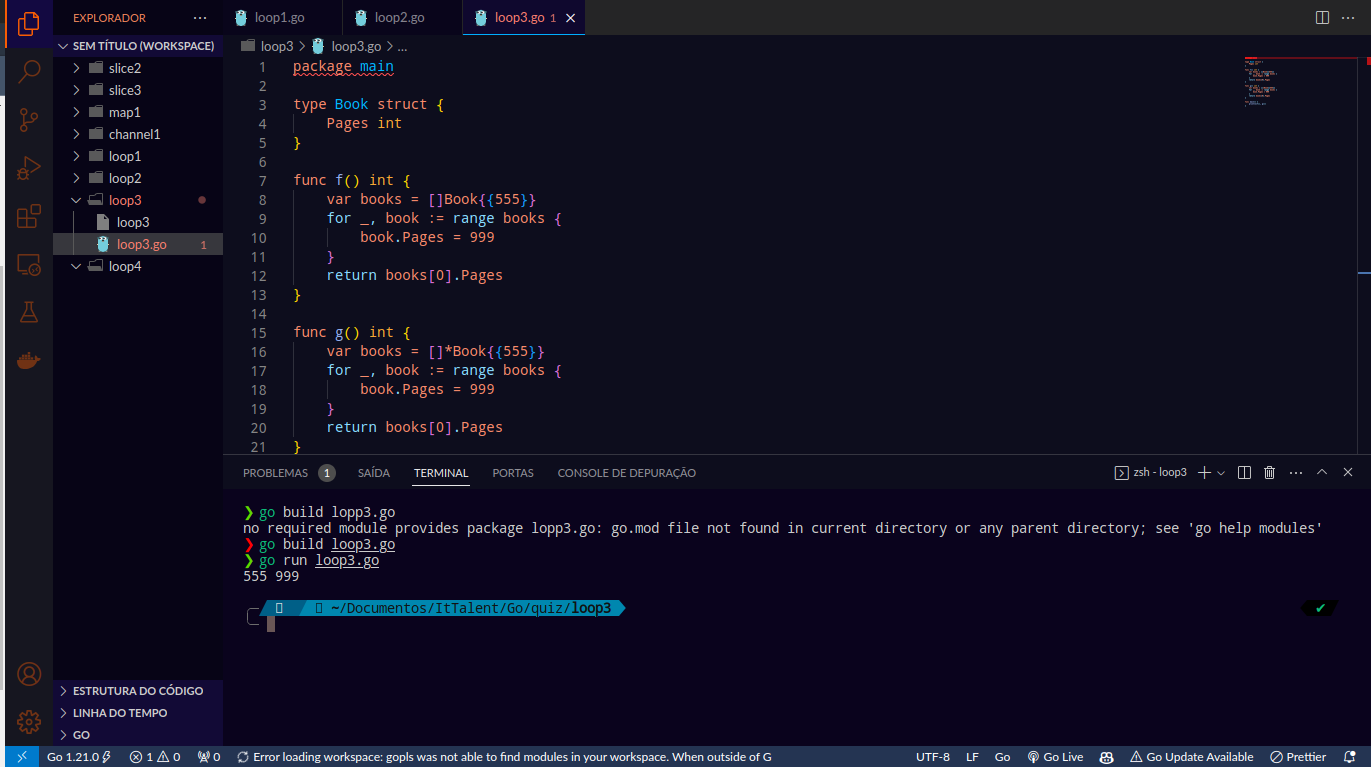 EXPLORADOR ...
SEM TÍTULO (WORKSPACE)
slice2
slice3
map1
channel1
loop1
loop2
loop3
loop3
loop3.go 1
loop4
ESTRUTURA DO CÓDIGO
LINHA DO TEMPO
GO
loop1.go loop2.go loop3.go 1
loop3 > loop3.go > ...
1 package main
2
3 type Book struct {
4 Pages int
5 }
6
7 func f() int {
8 var books = []Book{{555}}
9 for _, book := range books {
10 book.Pages = 999
11 }
12 return books[0].Pages
13 }
14
15 func g() int {
16 var books = []*Book{{555}}
17 for _, book := range books {
18 book.Pages = 999
19 }
20 return books[0].Pages
21 }
PROBLEMAS 1 SAÍDA TERMINAL PORTAS CONSOLE DE DEPURAÇÃO zsh - loop3
❯ go build lopp3.go
no required module provides package lopp3.go: go.mod file not found in current directory or any parent directory; see 'go help modules'
❯ go build loop3.go
❯ go run loop3.go
555 999
~/Documentos/ItTalent/Go/quiz/loop3 ✔
Go 1.21.0 1 0 0 Error loading workspace: gopls was not able to find modules in your workspace. When outside of G UTF-8 LF Go Go Live Go Update Available Prettier